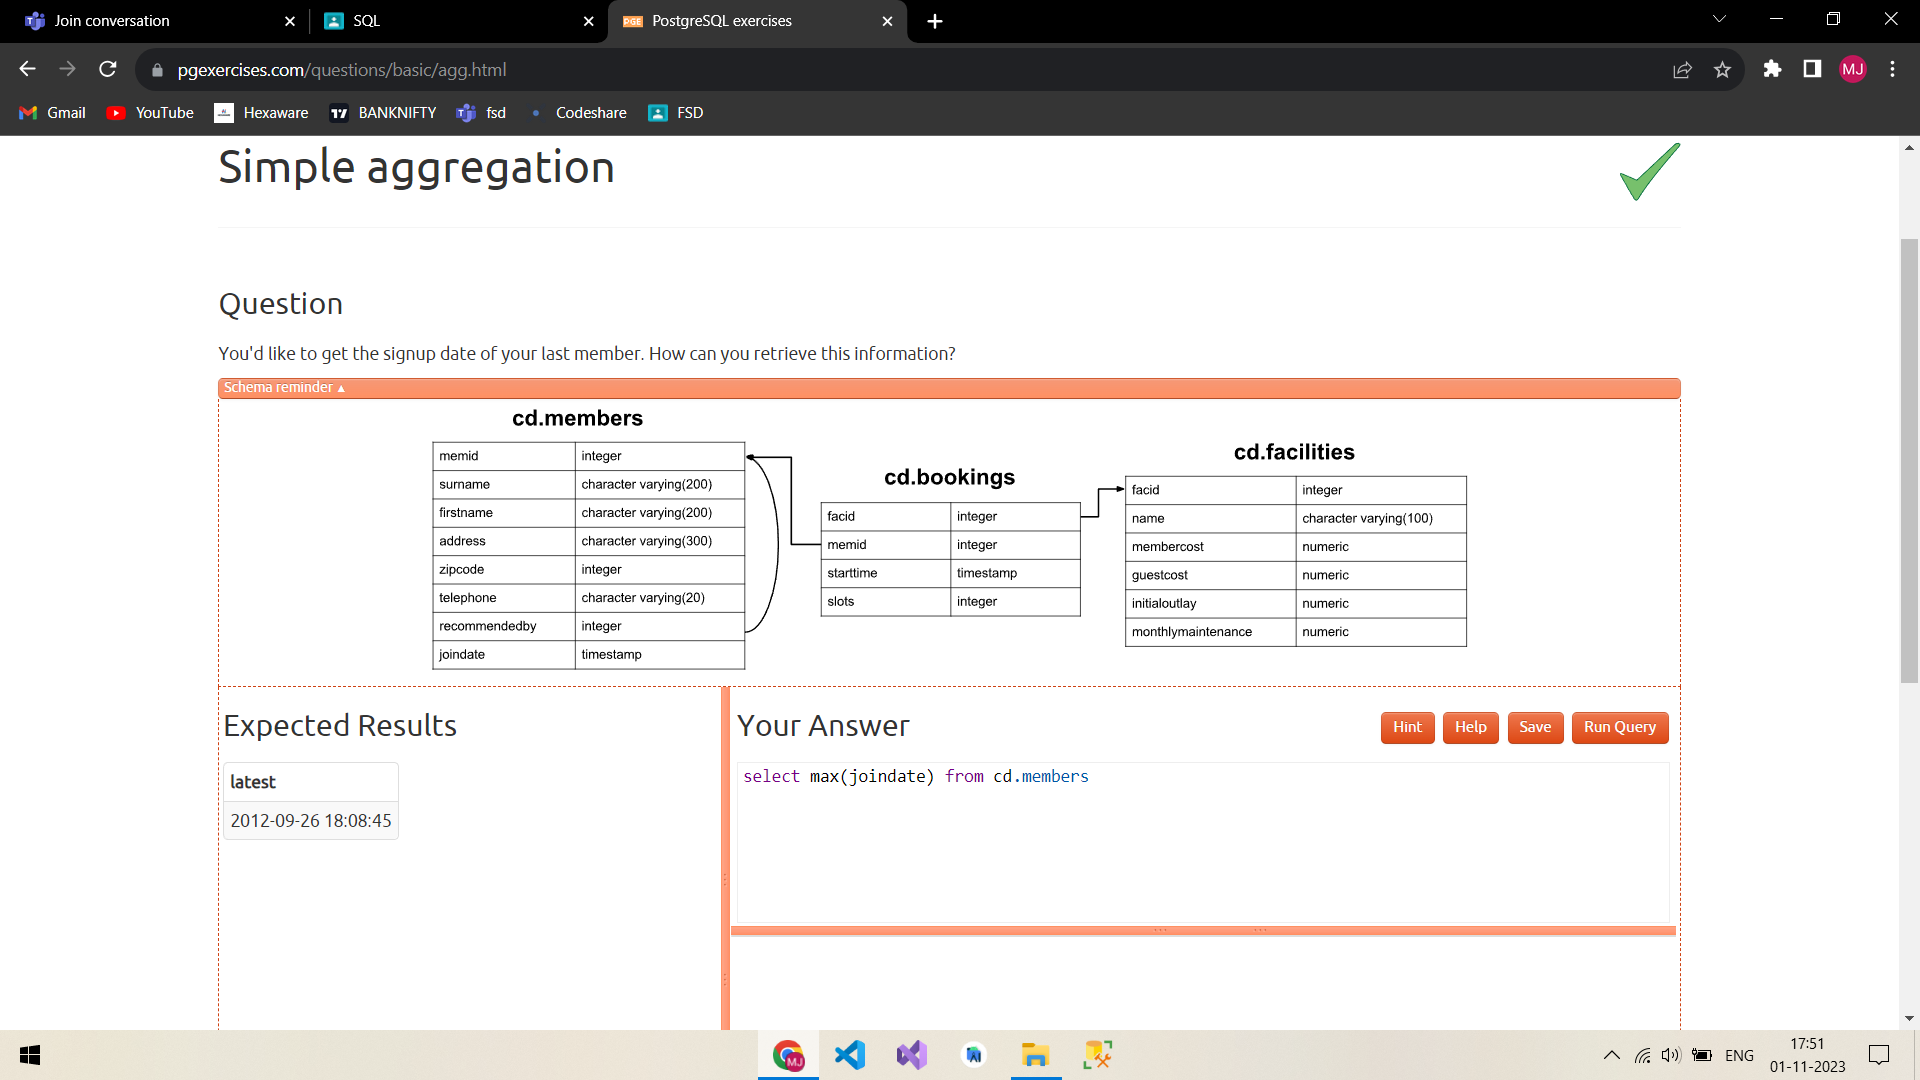 Join conversation
SQL
PGE PostgreSQL exercises
pgexercises.com/questions/basic/agg.html
MJ
Gmail
YouTube
Hexaware
BANKNIFTY
fsd
Codeshare
FSD
Simple aggregation
Question
You'd like to get the signup date of your last member. How can you retrieve this information?
Schema reminder ▲
cd.members
memid integer
surname character varying(200)
firstname character varying(200)
address character varying(300)
zipcode integer
telephone character varying(20)
recommendedby integer
joindate timestamp
cd.bookings
facid integer
memid integer
starttime timestamp
slots integer
cd.facilities
facid integer
name character varying(100)
membercost numeric
guestcost numeric
initialoutlay numeric
monthlymaintenance numeric
Expected Results
latest
2012-09-26 18:08:45
Your Answer
Hint
Help
Save
Run Query
select max(joindate) from cd.members
MJ
ENG
17:51
01-11-2023